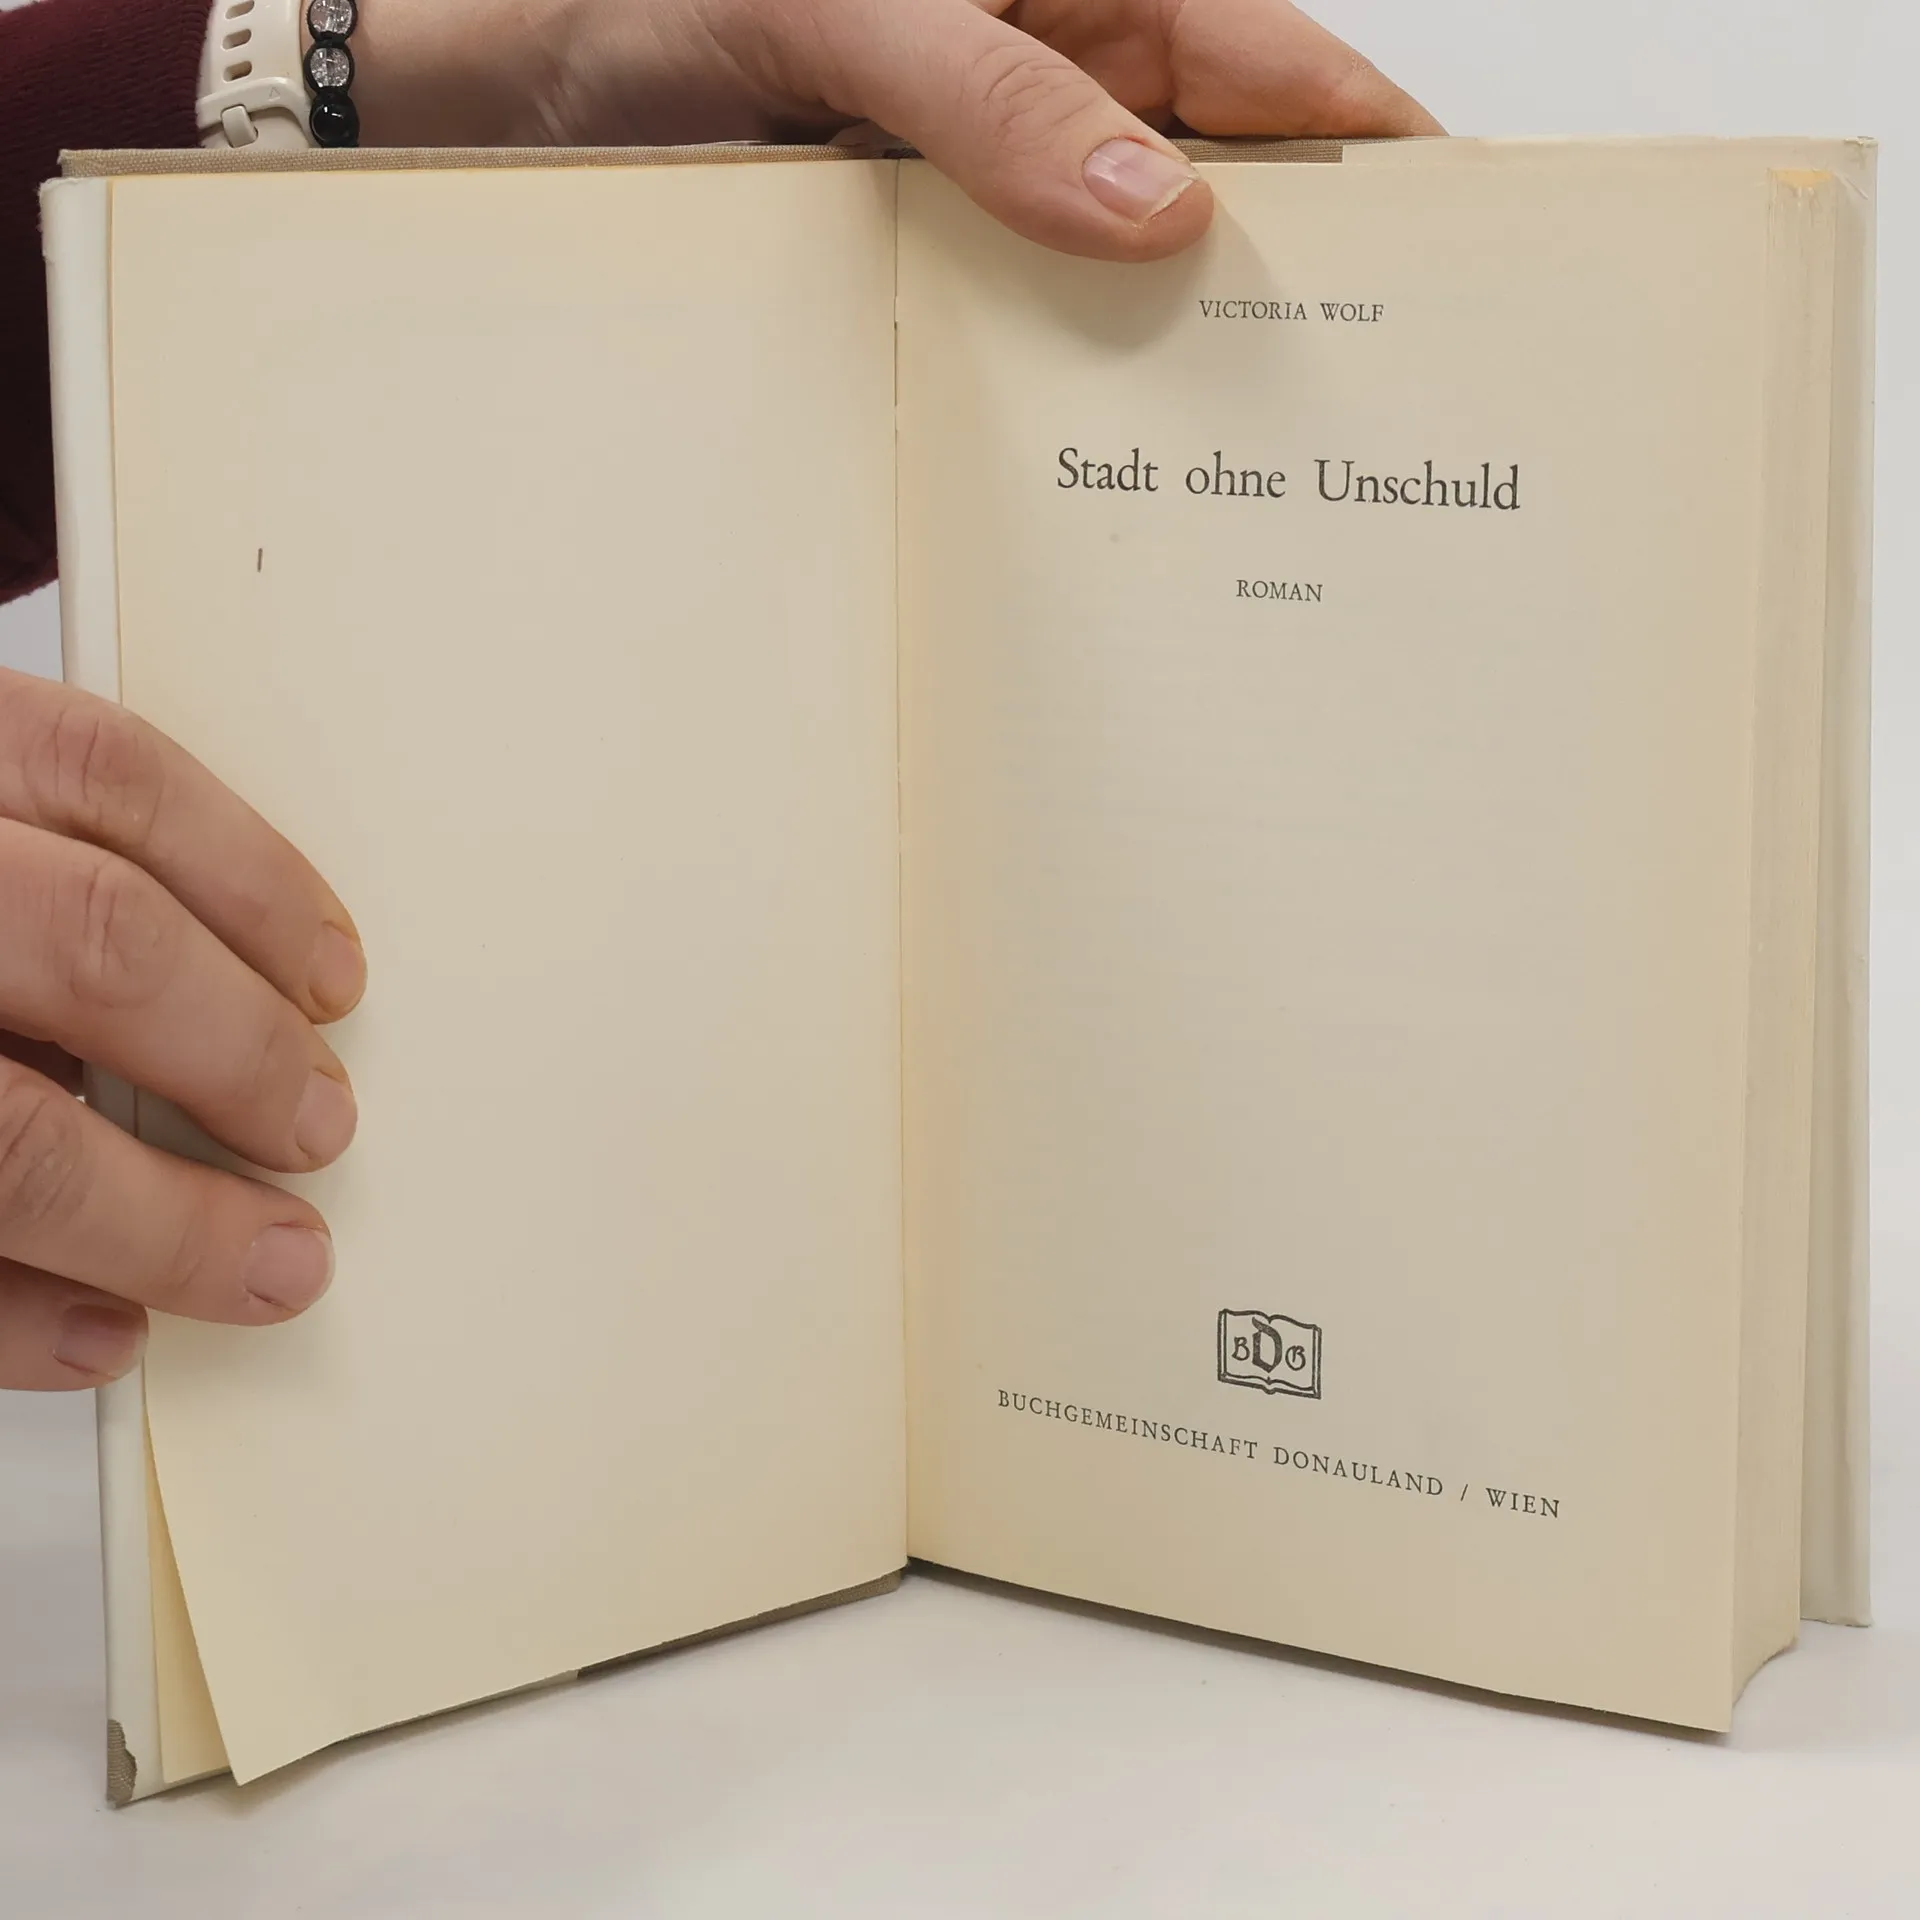 VICTORIA WOLF
Stadt ohne Unschuld
ROMAN
BDG
BUCHGEMEINSCHAFT DONAULAND / WIEN